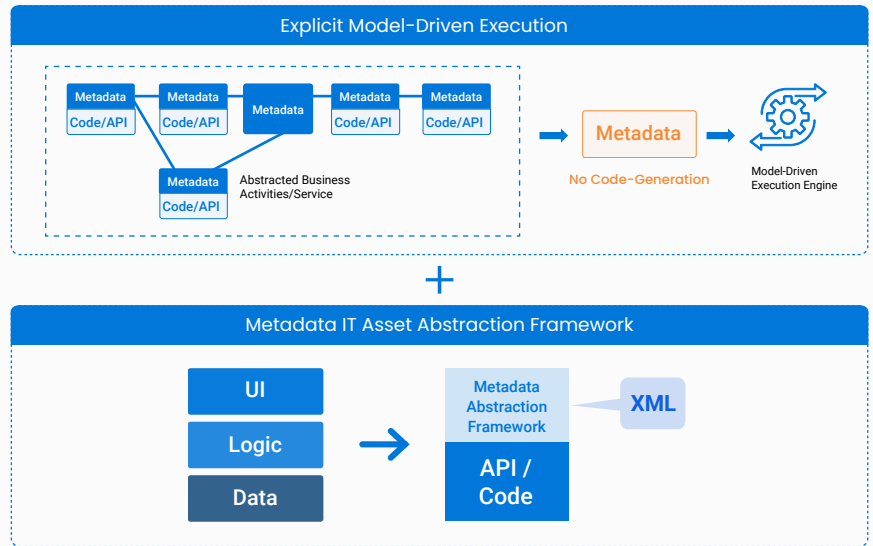 Explicit Model-Driven Execution
Metadata
Code/API
Metadata
Code/API
Metadata
Metadata
Code/API
Metadata
Code/API
Metadata
Code/API
Abstracted Business
Activities/Service
Metadata
No Code-Generation
Model-Driven
Execution Engine
+
Metadata IT Asset Abstraction Framework
UI
Logic
Data
Metadata
Abstraction
Framework
API /
Code
XML